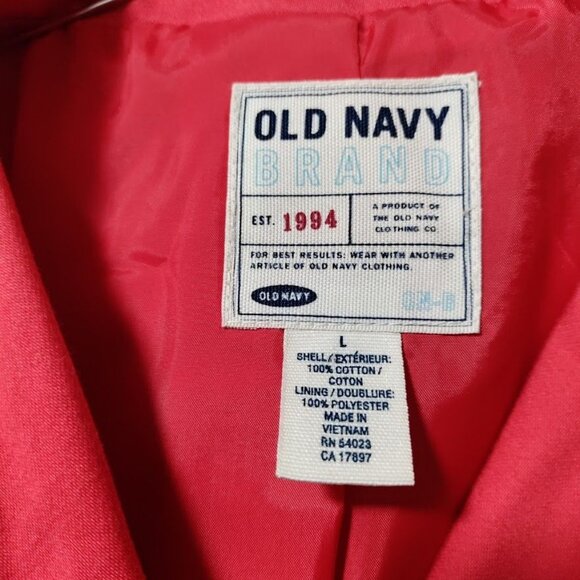 OLD NAVY
BRAND
EST. 1994
A PRODUCT OF
THE OLD NAVY
CLOTHING CO
FOR BEST RESULTS: WEAR WITH ANOTHER
ARTICLE OF OLD NAVY CLOTHING.
OLD NAVY
L
SHELL/EXTÉRIEUR:
100% COTTON /
COTON
LINING / DOUBLURE:
100% POLYESTER
MADE IN
VIETNAM
RN 54023
CA 17897